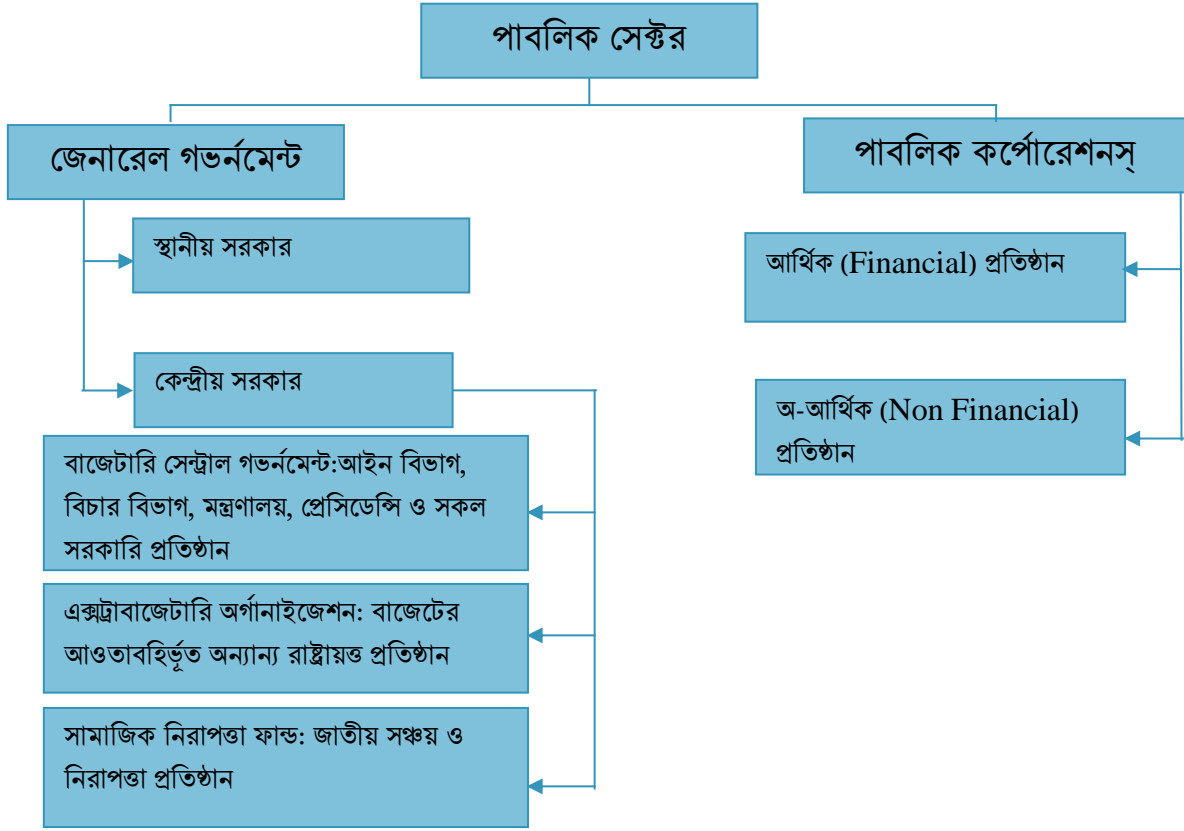 পাবলিক সেক্টর
জেনারেল গভর্নমেন্ট
পাবলিক কর্পোরেশনস্
স্থানীয় সরকার
আর্থিক (Financial) প্রতিষ্ঠান
কেন্দ্রীয় সরকার
অ-আর্থিক (Non Financial)
প্রতিষ্ঠান
বাজেটারি সেন্ট্রাল গভর্নমেন্ট:আইন বিভাগ,
বিচার বিভাগ, মন্ত্রণালয়, প্রেসিডেন্সি ও সকল
সরকারি প্রতিষ্ঠান
এক্সট্রাবাজেটারি অর্গানাইজেশন: বাজেটের
আওতাবহির্ভূত অন্যান্য রাষ্ট্রায়ত্ত প্রতিষ্ঠান
সামাজিক নিরাপত্তা ফান্ড: জাতীয় সঞ্চয় ও
নিরাপত্তা প্রতিষ্ঠান